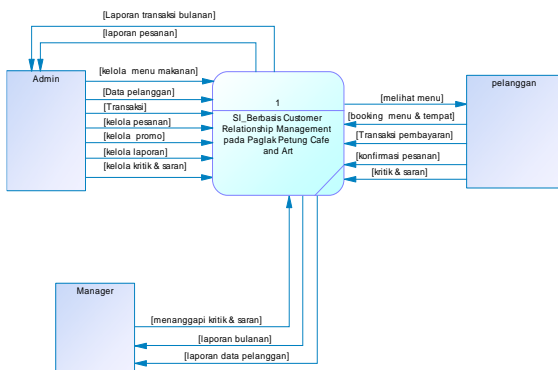 [Laporan transaksi bulanan]
[laporan pesanan]
Admin
[kelola menu makanan]
[Data pelanggan]
[Transaksi]
[kelola pesanan]
[kelola promo]
[kelola laporan]
[kelola kritik & saran]
1
SI_Berbasis Customer
Relationship Management
pada Paglak Petung Cafe
and Art
pelanggan
[melihat menu]
[booking menu & tempat]
[Transaksi pembayaran]
[konfirmasi pesanan]
[kritik & saran]
Manager
[menanggapi kritik & saran]
[laporan bulanan]
[laporan data pelanggan]